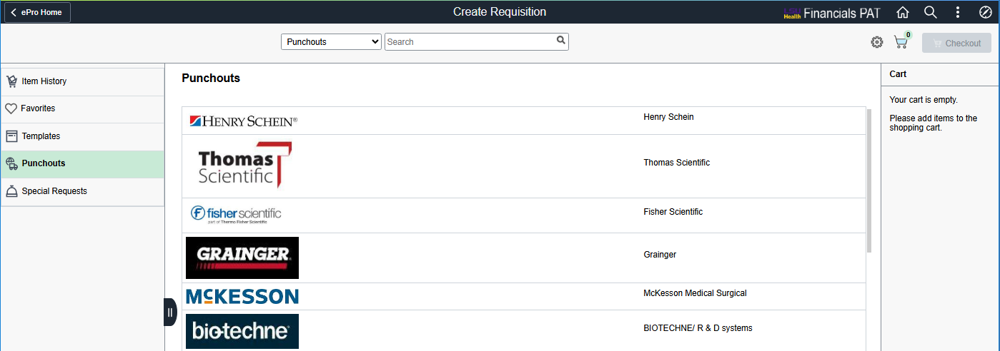 ePro Home
Create Requisition
LSU
Health
Financials PAT
Punchouts
Search
0
Checkout
Item History
Favorites
Templates
Punchouts
Special Requests
Punchouts
HENRY SCHEIN®
Henry Schein
Thomas
Scientific
Thomas Scientific
fisher scientific
part of Thermo Fisher Scientific
Fisher Scientific
GRAINGER
Grainger
McKESSON
McKesson Medical Surgical
bio-techne
BIOTECHNE/ R & D systems
Cart
Your cart is empty.
Please add items to the
shopping cart.